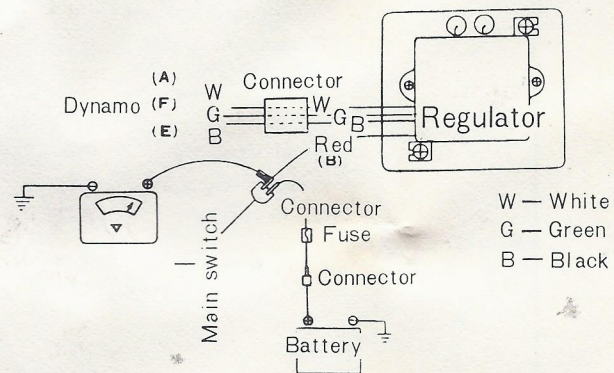 (A)
Dynamo (F)
(E)
W
G
B
Connector
W
G
B
Red
(B)
Regulator
Connector
Fuse
Connector
Main switch
Battery
W — White
G — Green
B — Black